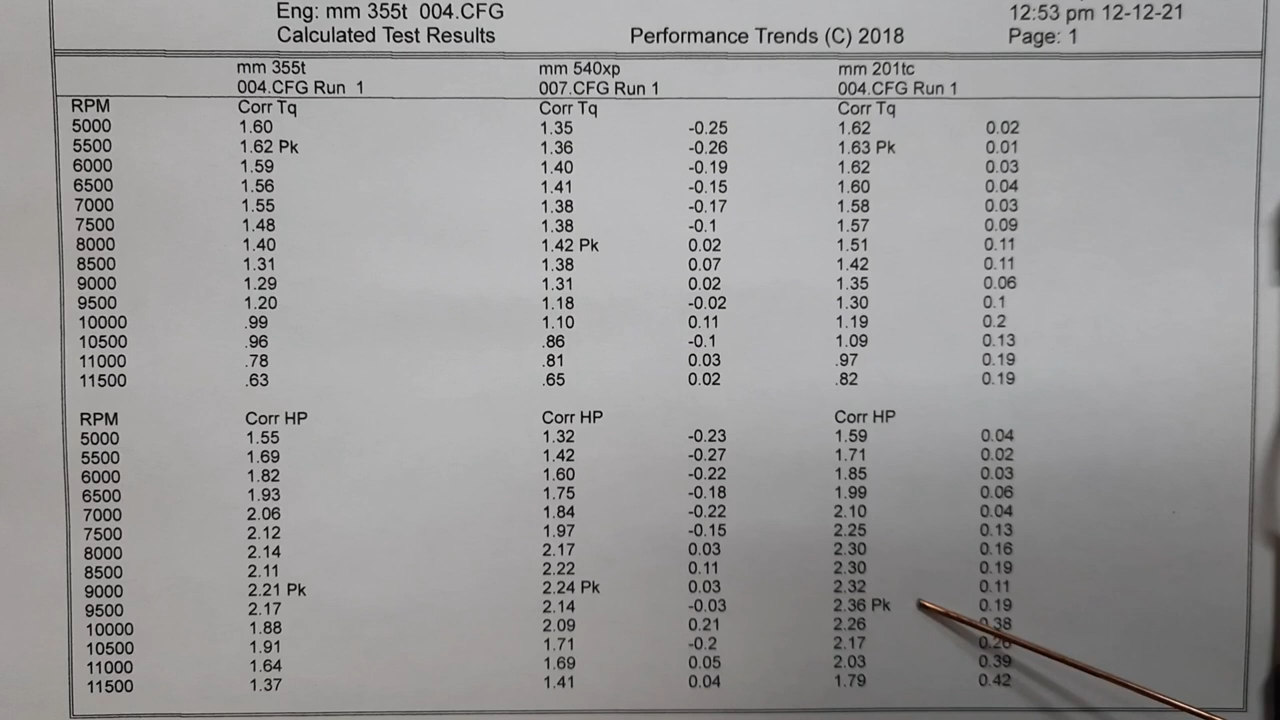 Eng: mm 355t 004.CFG 12:53 pm 12-12-21
Calculated Test Results Performance Trends (C) 2018 Page: 1
mm 355t mm 540xp mm 201tc
004.CFG Run 1 007.CFG Run 1 004.CFG Run 1
RPM Corr Tq Corr Tq Corr Tq
5000 1.60 1.35 -0.25 1.62 0.02
5500 1.62 Pk 1.36 -0.26 1.63 Pk 0.01
6000 1.59 1.40 -0.19 1.62 0.03
6500 1.56 1.41 -0.15 1.60 0.04
7000 1.55 1.38 -0.17 1.58 0.03
7500 1.48 1.38 -0.1 1.57 0.09
8000 1.40 1.42 Pk 0.02 1.51 0.11
8500 1.31 1.38 0.07 1.42 0.11
9000 1.29 1.31 0.02 1.35 0.06
9500 1.20 1.18 -0.02 1.30 0.1
10000 .99 1.10 0.11 1.19 0.2
10500 .96 .86 -0.1 1.09 0.13
11000 .78 .81 0.03 .97 0.19
11500 .63 .65 0.02 .82 0.19
RPM Corr HP Corr HP Corr HP
5000 1.55 1.32 -0.23 1.59 0.04
5500 1.69 1.42 -0.27 1.71 0.02
6000 1.82 1.60 -0.22 1.85 0.03
6500 1.93 1.75 -0.18 1.99 0.06
7000 2.06 1.84 -0.22 2.10 0.04
7500 2.12 1.97 -0.15 2.25 0.13
8000 2.14 2.17 0.03 2.30 0.16
8500 2.11 2.22 0.11 2.30 0.19
9000 2.21 Pk 2.24 Pk 0.03 2.32 0.11
9500 2.17 2.14 -0.03 2.36 Pk 0.19
10000 1.88 2.09 0.21 2.26 0.38
10500 1.91 1.71 -0.2 2.17 0.26
11000 1.64 1.69 0.05 2.03 0.39
11500 1.37 1.41 0.04 1.79 0.42